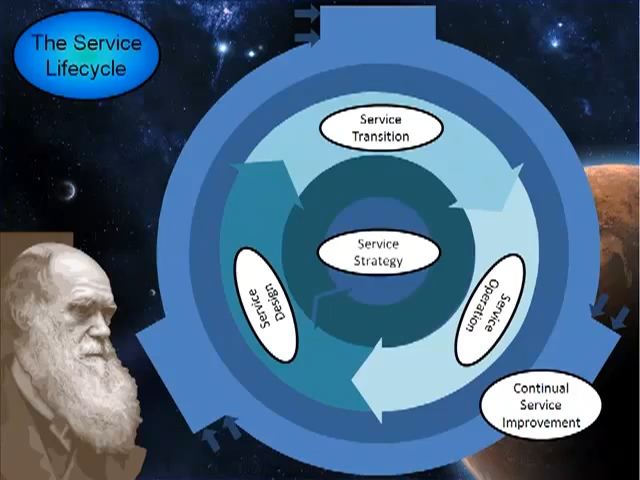 The Service
Lifecycle
Service
Transition
Service
Strategy
Service
Design
Service
Operation
Continual
Service
Improvement